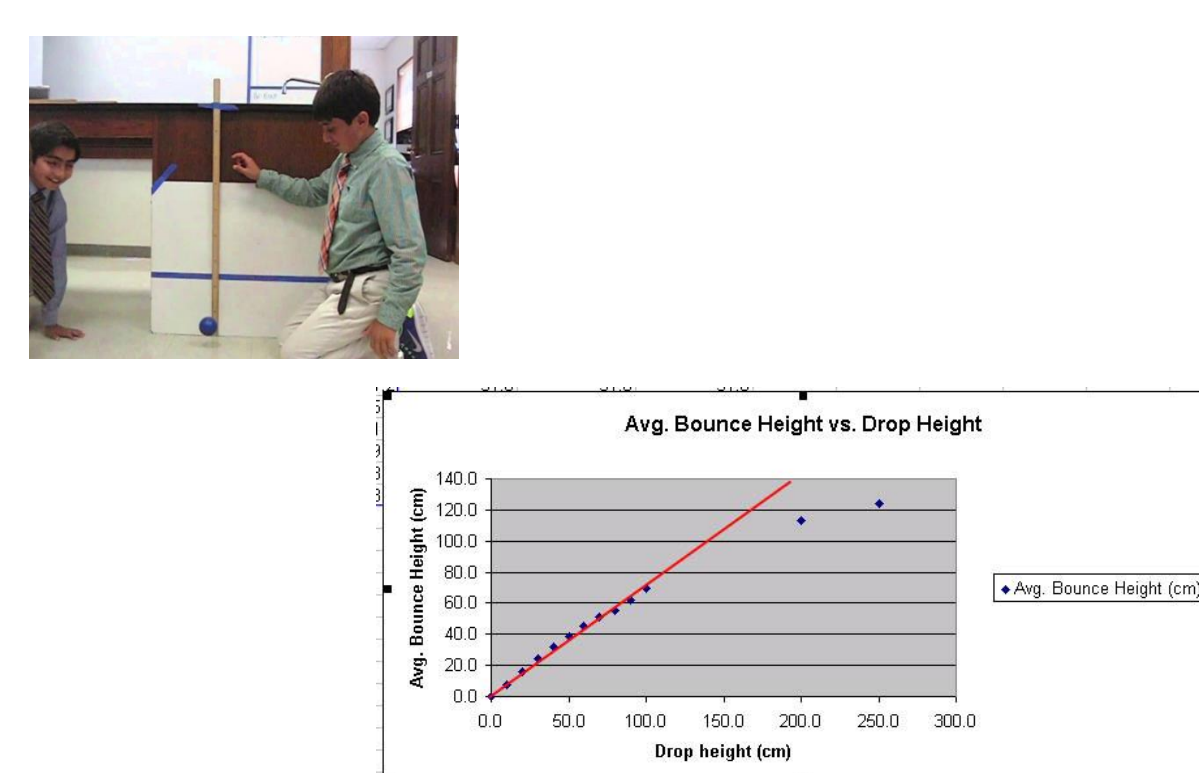 Avg. Bounce Height vs. Drop Height
Avg. Bounce Height (cm)
140.0
120.0
100.0
80.0
60.0
40.0
20.0
0.0
0.0 50.0 100.0 150.0 200.0 250.0 300.0
Drop height (cm)
Avg. Bounce Height (cm)